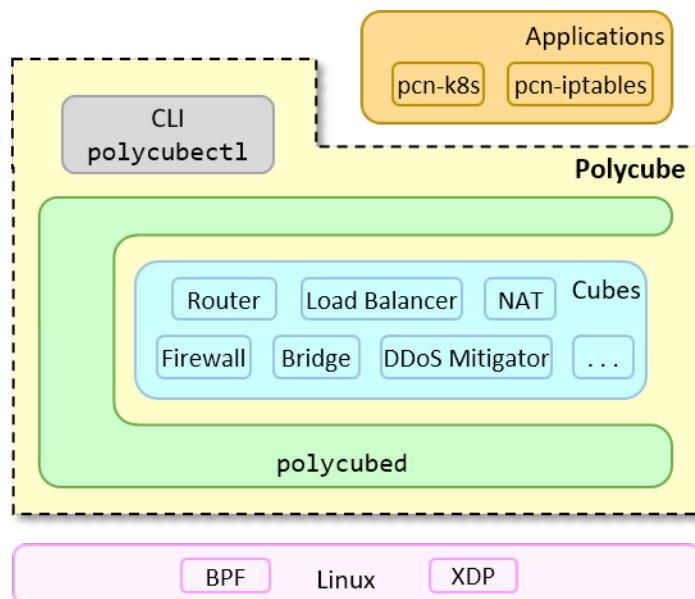 Applications
pcn-k8s pcn-iptables
CLI
polycubectl
Polycube
Cubes
Router Load Balancer NAT
Firewall Bridge DDoS Mitigator . . .
polycubed
BPF Linux XDP